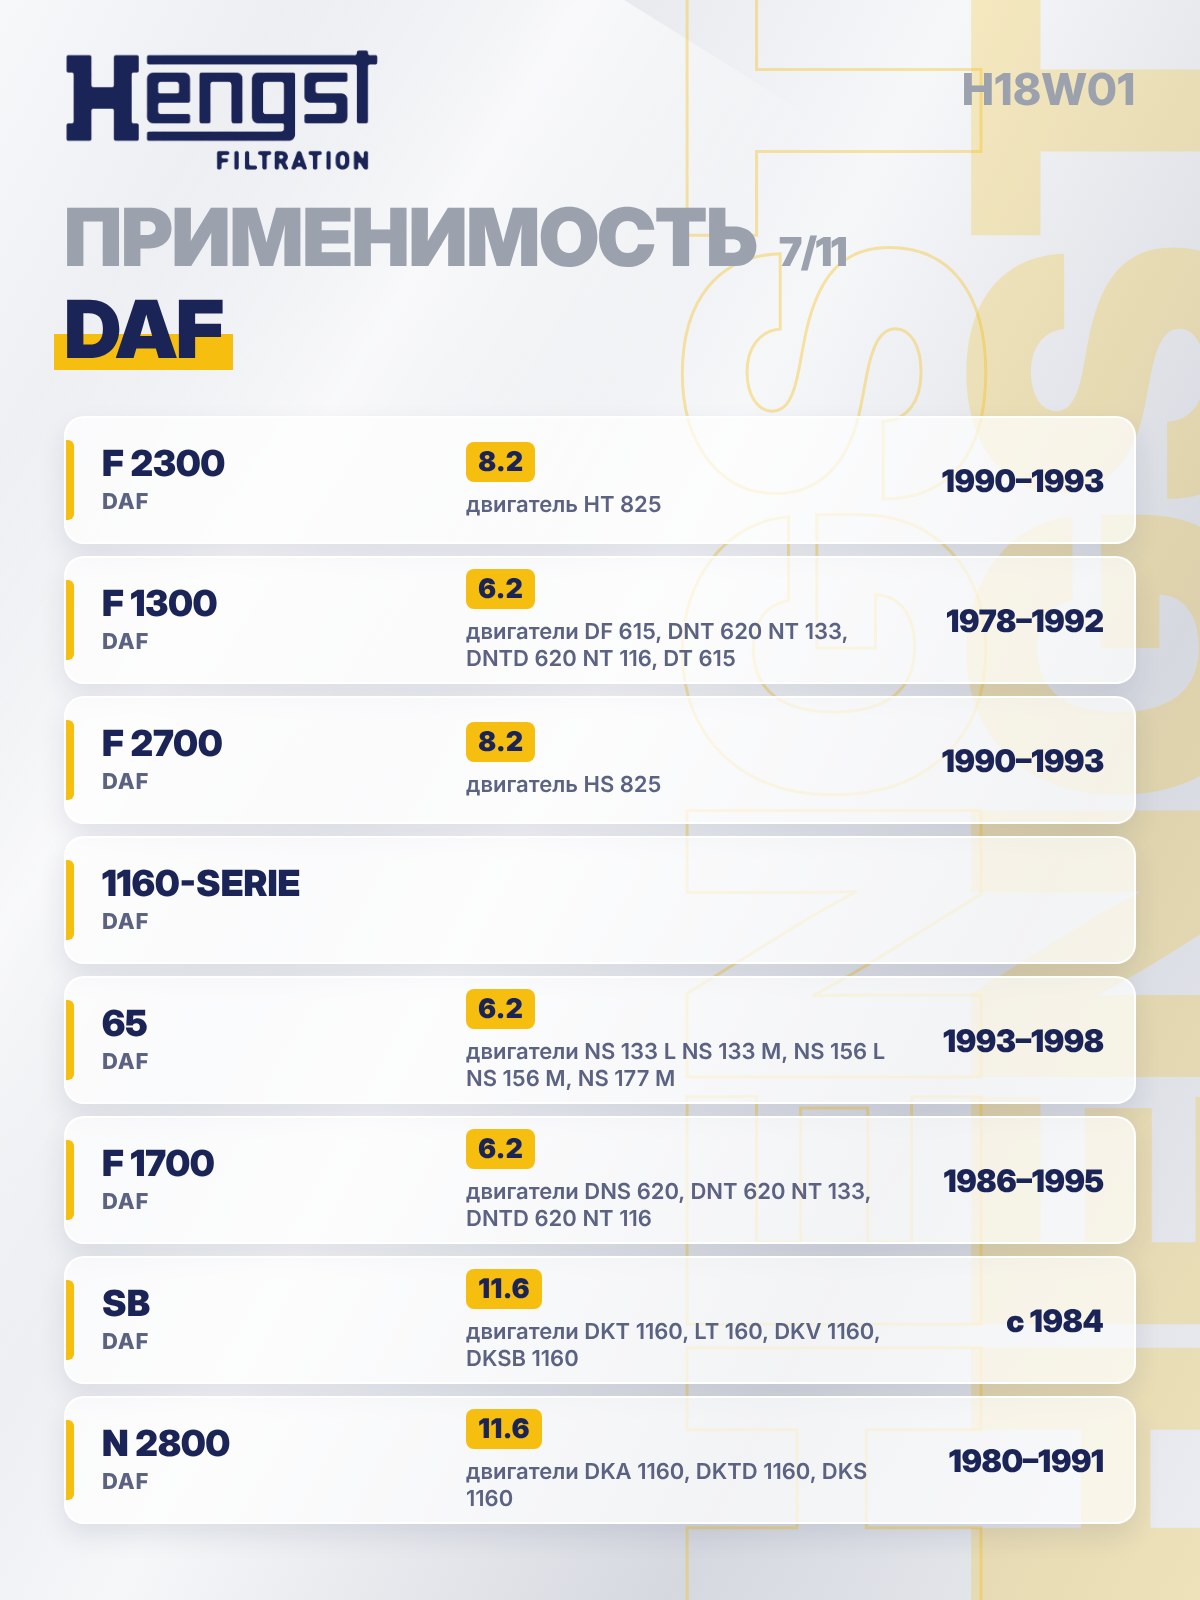 Hengst
FILTRATION
H18W01
ПРИМЕНИМОСТЬ 7/11
DAF
F 2300
DAF
8.2
двигатель HT 825
1990–1993
F 1300
DAF
6.2
двигатели DF 615, DNT 620 NT 133,
DNTD 620 NT 116, DT 615
1978–1992
F 2700
DAF
8.2
двигатель HS 825
1990–1993
1160-SERIE
DAF
65
DAF
6.2
двигатели NS 133 L NS 133 M, NS 156 L
NS 156 M, NS 177 M
1993–1998
F 1700
DAF
6.2
двигатели DNS 620, DNT 620 NT 133,
DNTD 620 NT 116
1986–1995
SB
DAF
11.6
двигатели DKT 1160, LT 160, DKV 1160,
DKSB 1160
с 1984
N 2800
DAF
11.6
двигатели DKA 1160, DKTD 1160, DKS
1160
1980–1991
HENGST
HENGST